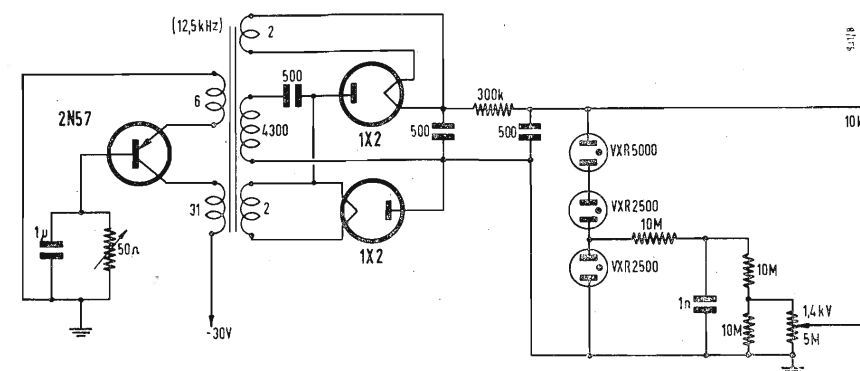 (12,5kHz)
2
6
500
2N57
4300
1X2
300k
500
500
VXR5000
10k
31
2
1X2
VXR2500
10M
1µ
50Ω
VXR2500
1n
10M
1,4kV
10M
5M
-30V